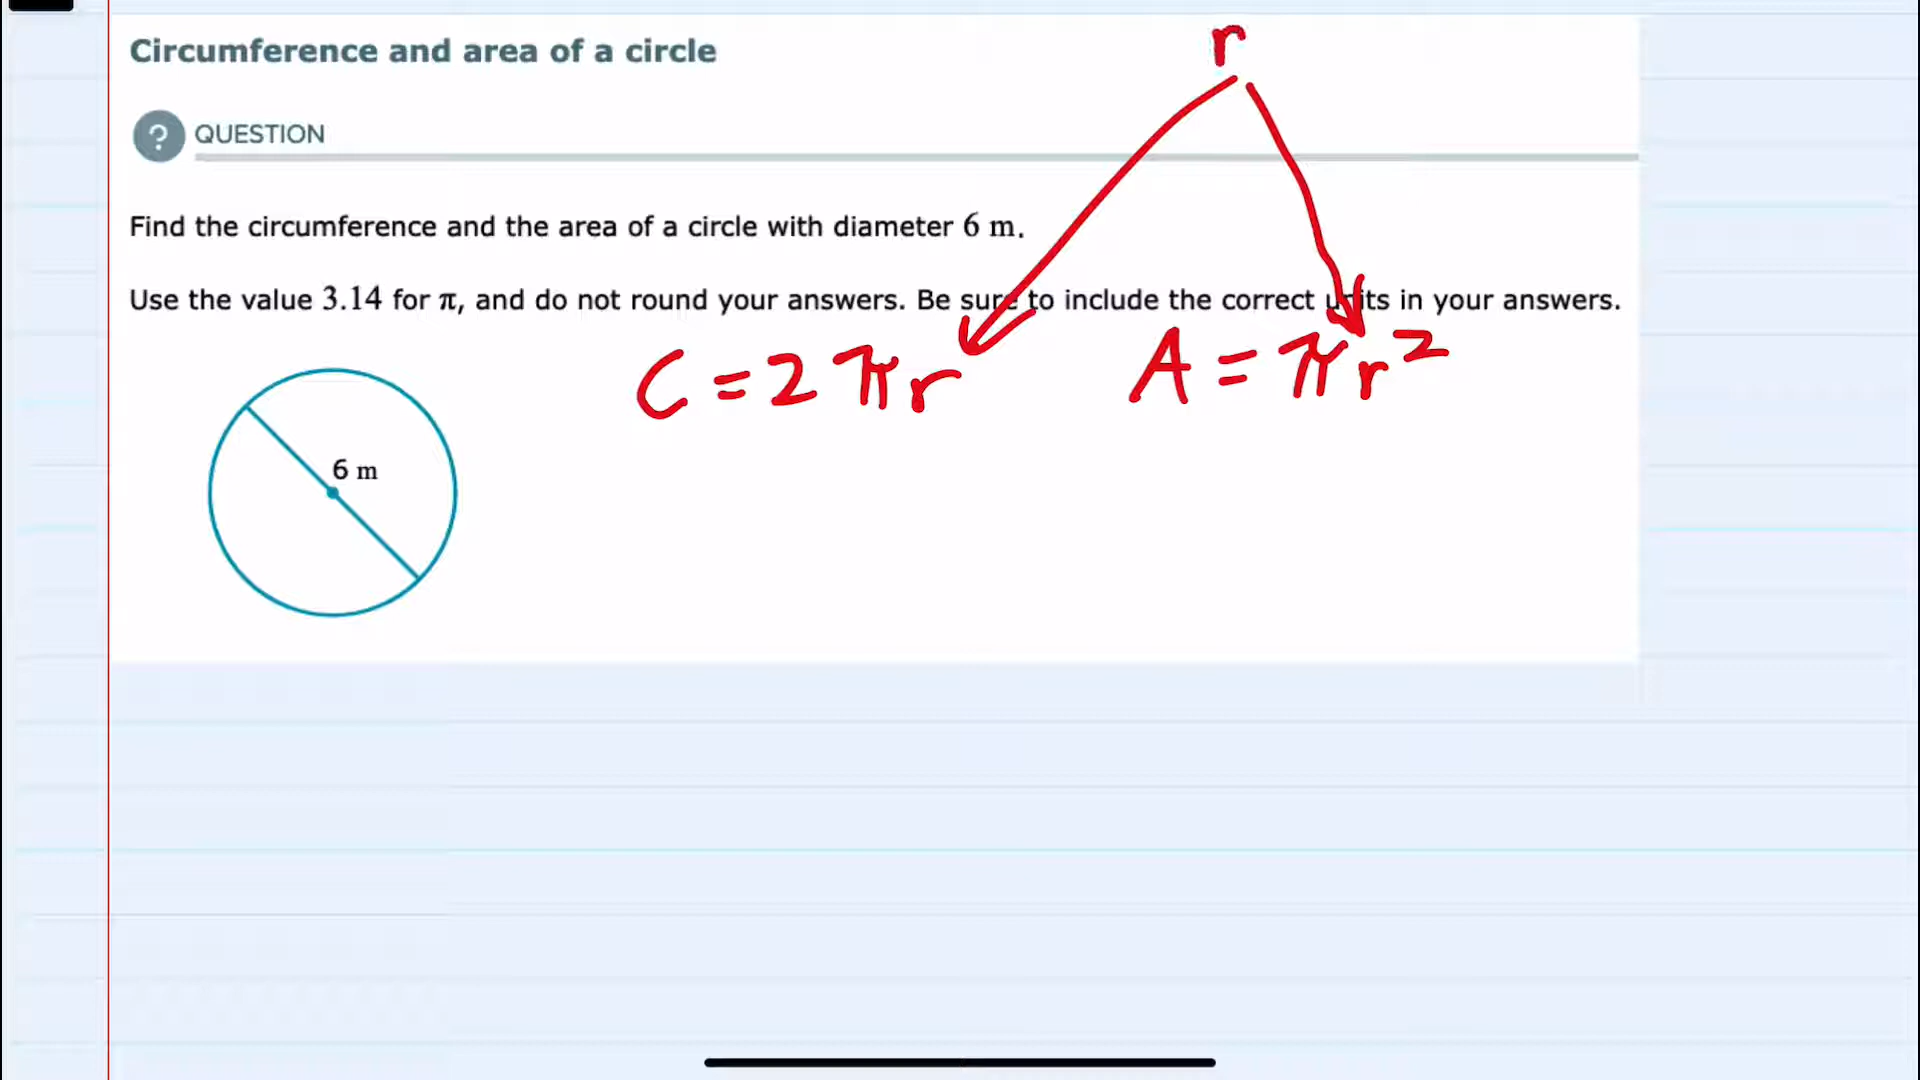 r
Circumference and area of a circle
? QUESTION
Find the circumference and the area of a circle with diameter 6 m.
Use the value 3.14 for π, and do not round your answers. Be sure to include the correct units in your answers.
C = 2πr A = πr²
6 m